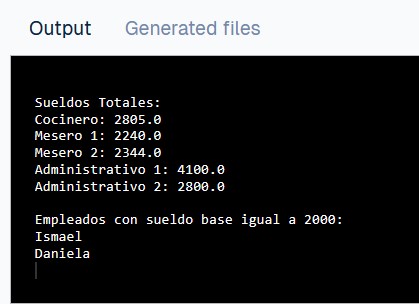 Output Generated files
Sueldos Totales:
Cocinero: 2805.0
Mesero 1: 2240.0
Mesero 2: 2344.0
Administrativo 1: 4100.0
Administrativo 2: 2800.0
Empleados con sueldo base igual a 2000:
Ismael
Daniela